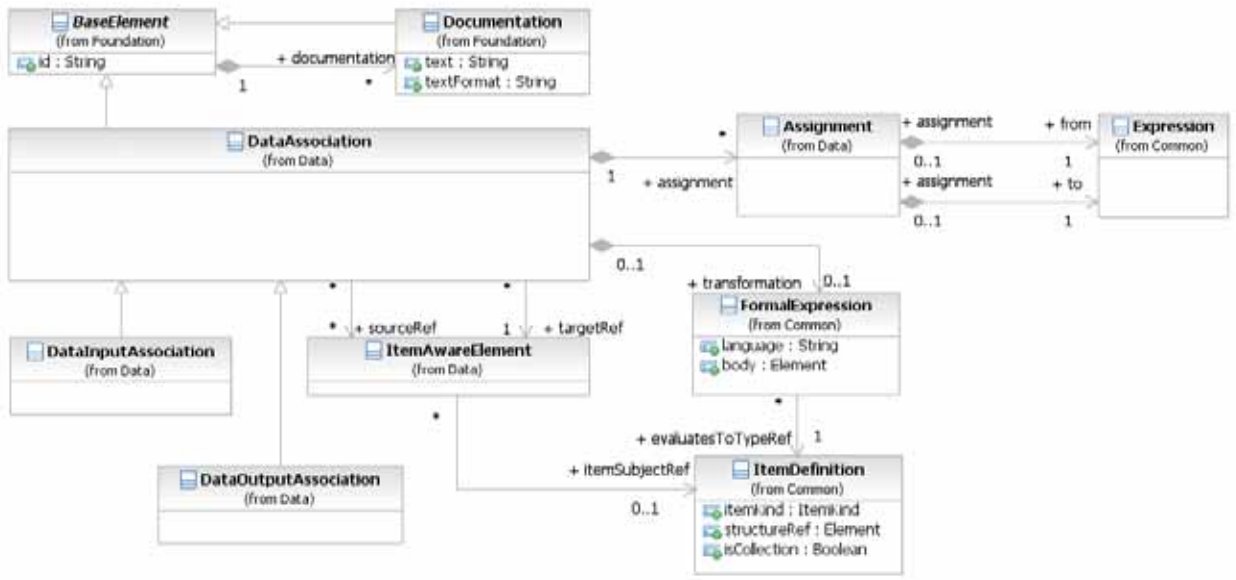 BaseElement
(from Foundation)
id : String
Documentation
(from Foundation)
text : String
textFormat : String
+ documentation
1
*
DataAssociation
(from Data)
*
1
+ assignment
Assignment
(from Data)
+ assignment
+ from
0..1
1
+ assignment
+ to
0..1
1
Expression
(from Common)
0..1
+ transformation
0..1
*
*
* + sourceRef
1 + targetRef
FormalExpression
(from Common)
language : String
body : Element
DataInputAssociation
(from Data)
ItemAwareElement
(from Data)
*
*
+ evaluatesToTypeRef
1
+ itemSubjectRef
0..1
DataOutputAssociation
(from Data)
ItemDefinition
(from Common)
itemKind : ItemKind
structureRef : Element
isCollection : Boolean